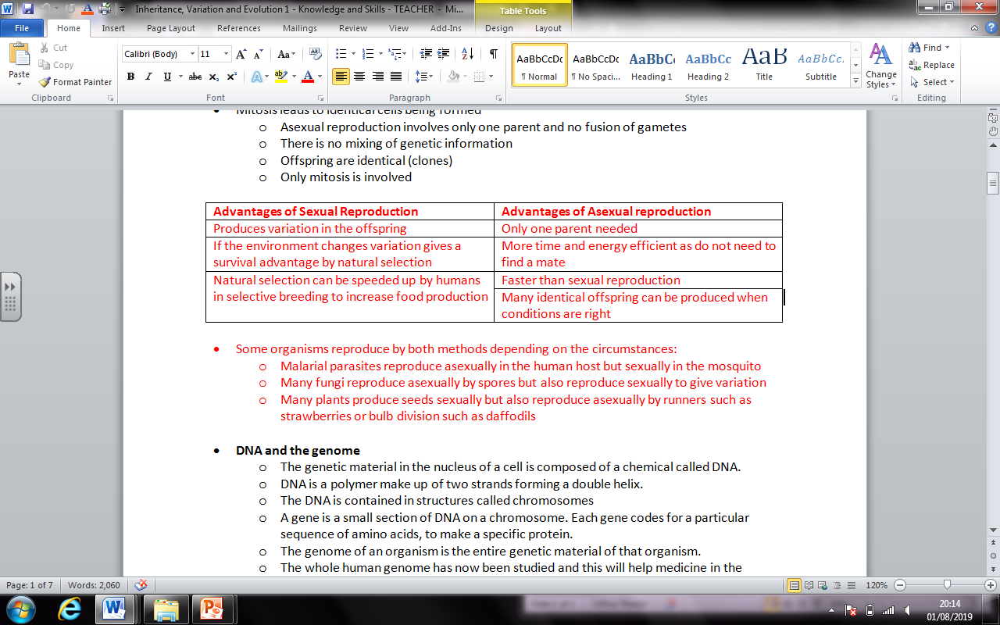 Inheritance, Variation and Evolution 1 - Knowledge and Skills - TEACHER - Mi...
Table Tools
File Home Insert Page Layout References Mailings Review View Add-Ins Design Layout
Paste
Cut
Copy
Format Painter
Clipboard
Calibri (Body) 11
Font
Paragraph
AaBbCcDc AaBbCcDc AaBbC AaBbCc AaB AaBbCc
¶ Normal ¶ No Spaci... Heading 1 Heading 2 Title Subtitle
Change Styles
Styles
Find
Replace
Select
Editing
• Mitosis leads to identical cells being formed
o Asexual reproduction involves only one parent and no fusion of gametes
o There is no mixing of genetic information
o Offspring are identical (clones)
o Only mitosis is involved
Advantages of Sexual Reproduction
Advantages of Asexual reproduction
Produces variation in the offspring
Only one parent needed
If the environment changes variation gives a
survival advantage by natural selection
More time and energy efficient as do not need to
find a mate
Natural selection can be speeded up by humans
in selective breeding to increase food production
Faster than sexual reproduction
Many identical offspring can be produced when
conditions are right
• Some organisms reproduce by both methods depending on the circumstances:
o Malarial parasites reproduce asexually in the human host but sexually in the mosquito
o Many fungi reproduce asexually by spores but also reproduce sexually to give variation
o Many plants produce seeds sexually but also reproduce asexually by runners such as
strawberries or bulb division such as daffodils
• DNA and the genome
o The genetic material in the nucleus of a cell is composed of a chemical called DNA.
o DNA is a polymer make up of two strands forming a double helix.
o The DNA is contained in structures called chromosomes
o A gene is a small section of DNA on a chromosome. Each gene codes for a particular
sequence of amino acids, to make a specific protein.
o The genome of an organism is the entire genetic material of that organism.
o The whole human genome has now been studied and this will help medicine in the
Page: 1 of 7 Words: 2,060 120%
20:14
01/08/2019